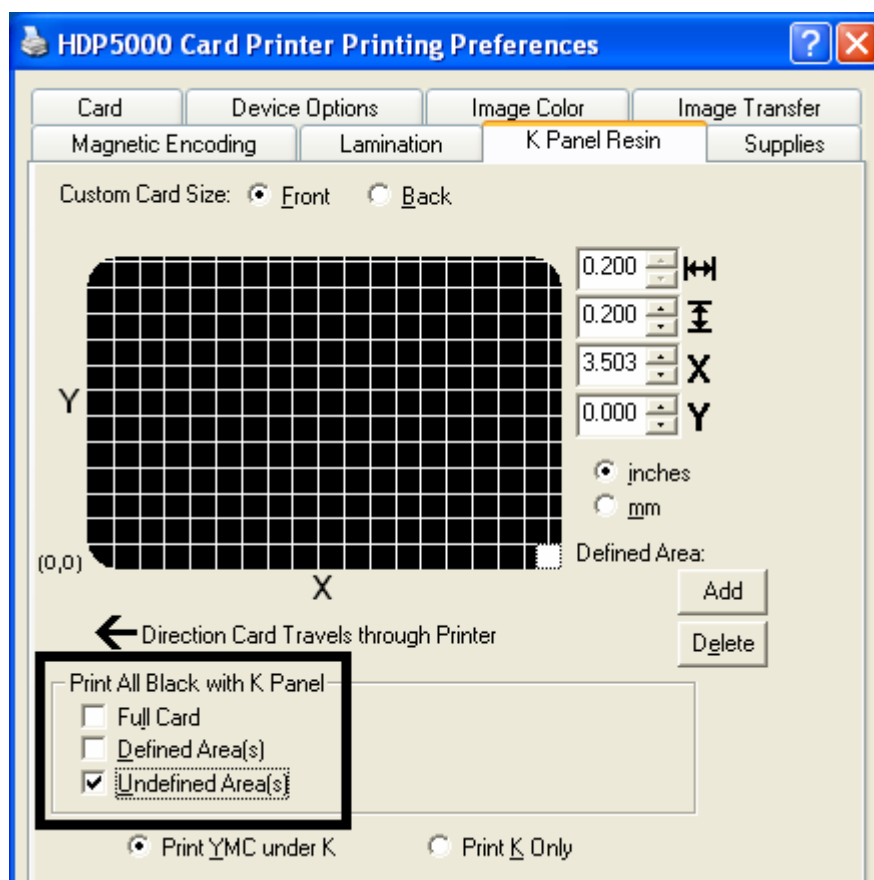 HDP5000 Card Printer Printing Preferences
Card Device Options Image Color Image Transfer
Magnetic Encoding Lamination K Panel Resin Supplies
Custom Card Size: Front Back
0.200
0.200
3.503 X
Y 0.000 Y
inches
mm
(0,0) Defined Area:
X Add
Direction Card Travels through Printer Delete
Print All Black with K Panel
Full Card
Defined Area(s)
Undefined Area(s)
Print YMC under K Print K Only